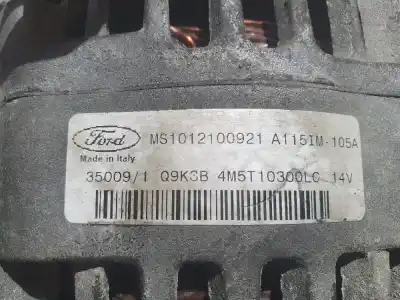 Ford
MS1012100921 A115IM-105A
Made in Italy
35009/1 Q9K3B 4M5T10300LC 14V